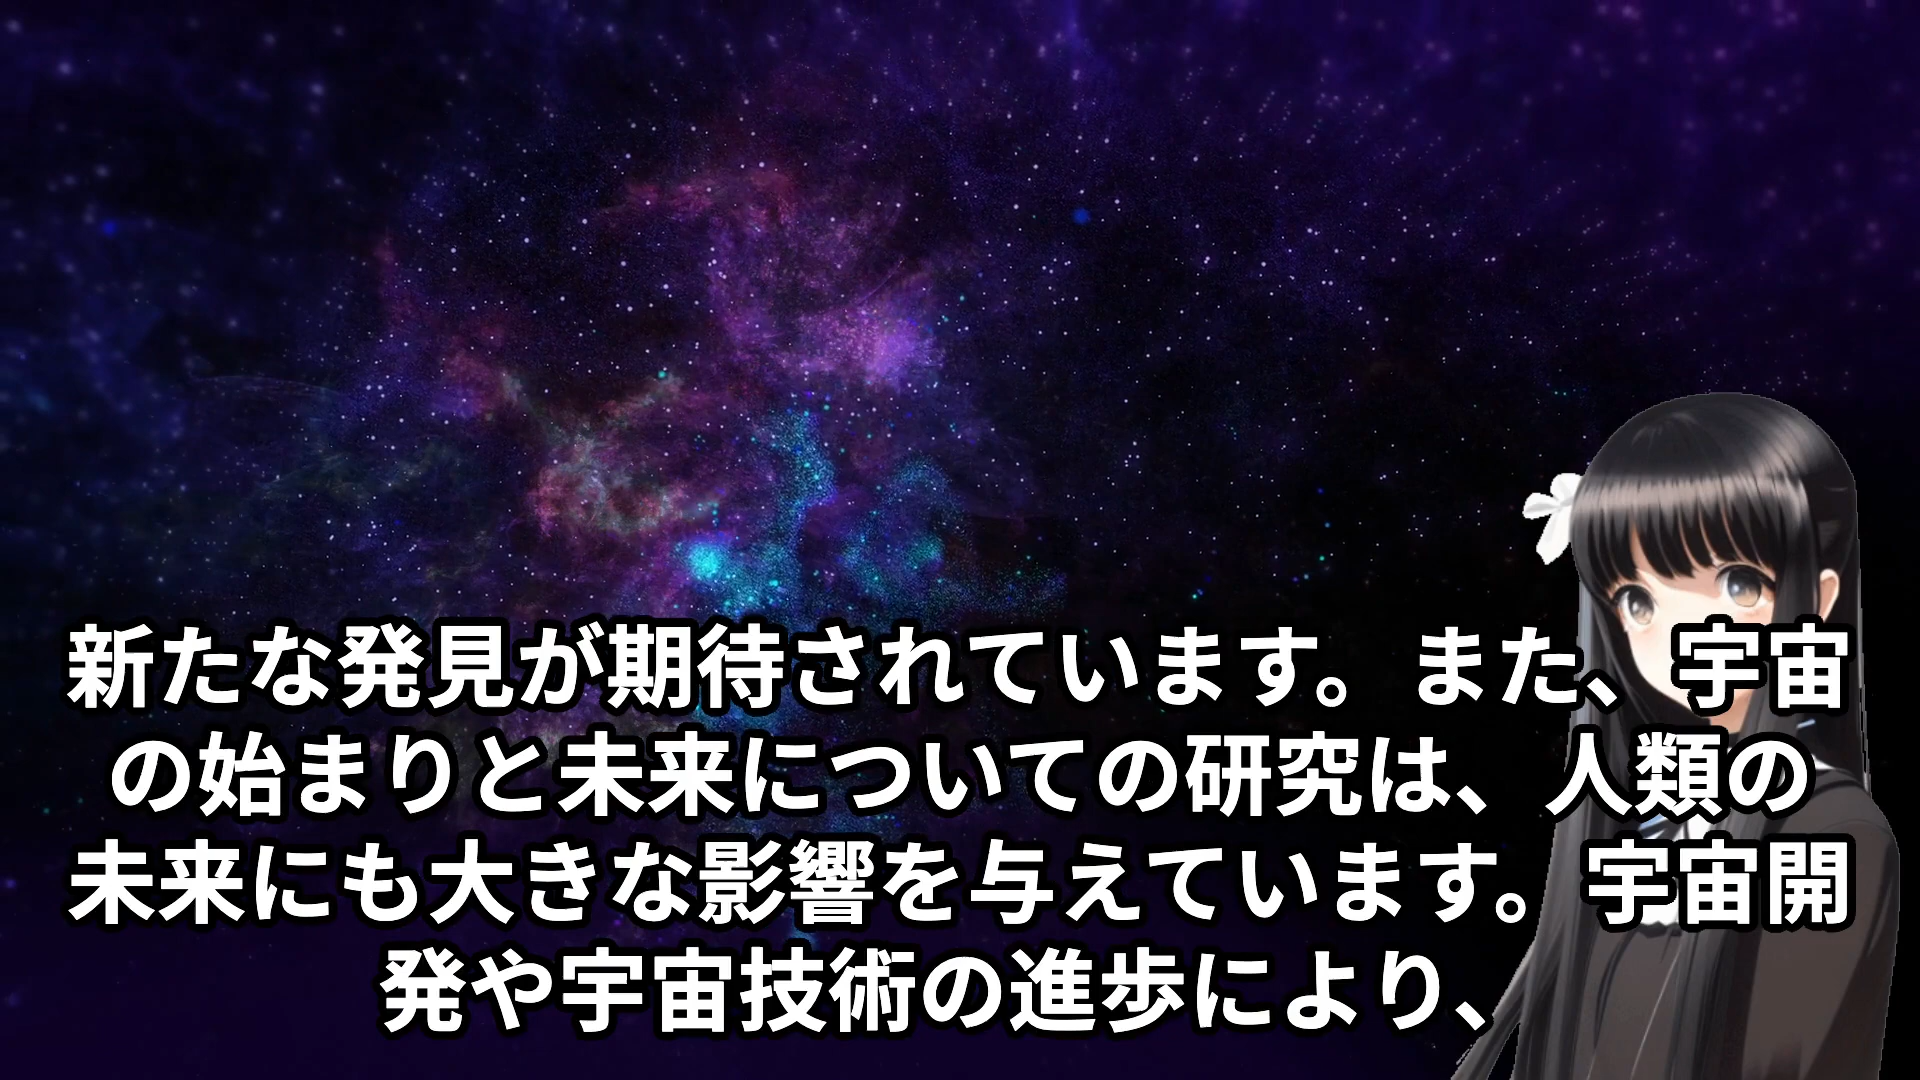 新たな発見が期待されています。また、宇宙
の始まりと未来についての研究は、人類の
未来にも大きな影響を与えています。宇宙開
発や宇宙技術の進歩により、